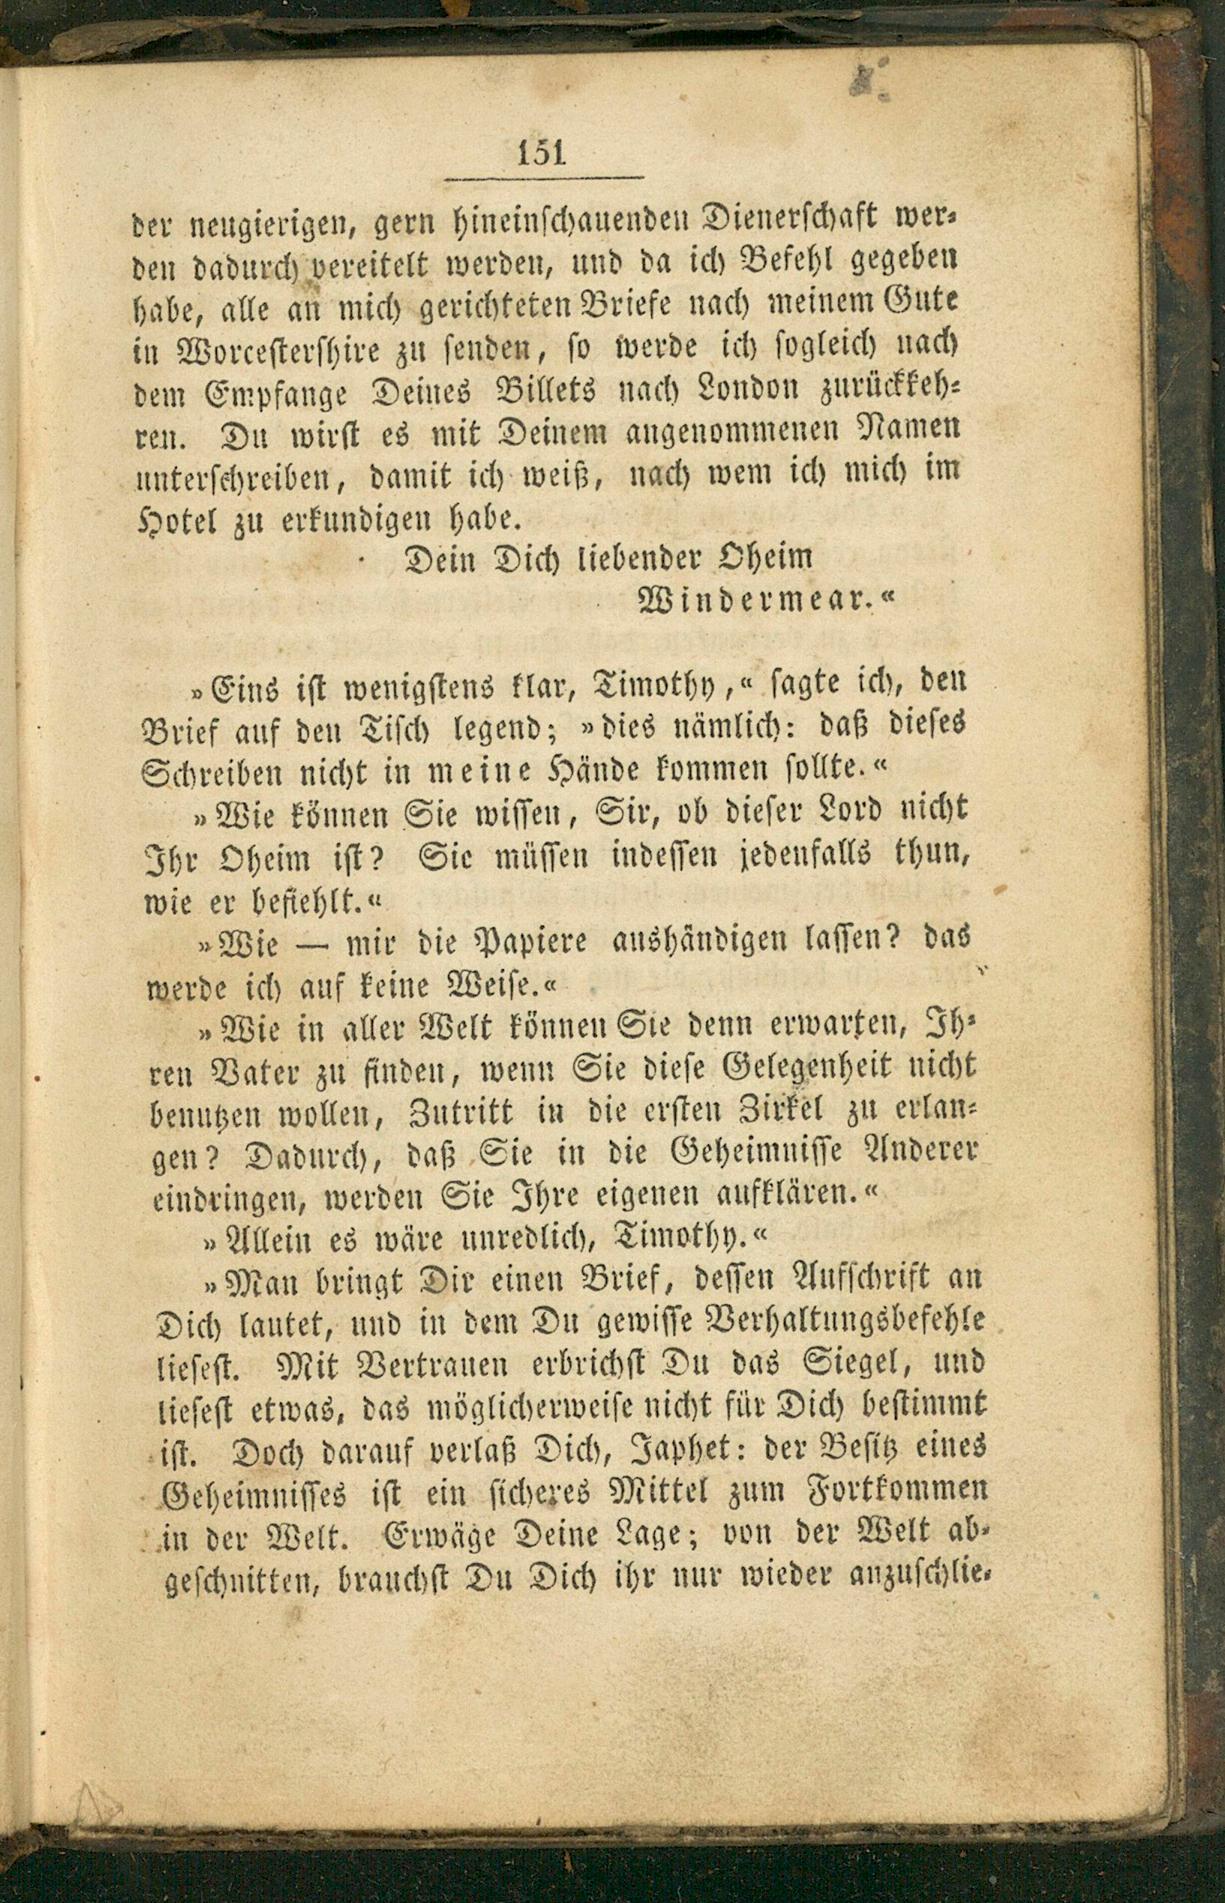 151
der neugierigen, gern hineinschauenden Dienerschaft wer-
den dadurch vereitelt werden, und da ich Befehl gegeben
habe, alle an mich gerichteten Briefe nach meinem Gute
in Worcestershire zu senden, so werde ich sogleich nach
dem Empfange Deines Billets nach London zurückkeh-
ren. Du wirst es mit Deinem angenommenen Namen
unterschreiben, damit ich weiß, nach wem ich mich im
Hotel zu erkundigen habe.
Dein Dich liebender Oheim
Windermear.«
»Eins ist wenigstens klar, Timothy,« sagte ich, den
Brief auf den Tisch legend; »dies nämlich: daß dieses
Schreiben nicht in meine Hände kommen sollte.«
»Wie können Sie wissen, Sir, ob dieser Lord nicht
Ihr Oheim ist? Sie müssen indessen jedenfalls thun,
wie er befiehlt.«
»Wie — mir die Papiere aushändigen lassen? das
werde ich auf keine Weise.«
»Wie in aller Welt können Sie denn erwarten, Ih-
ren Vater zu finden, wenn Sie diese Gelegenheit nicht
benutzen wollen, Zutritt in die ersten Zirkel zu erlan-
gen? Dadurch, daß Sie in die Geheimnisse Anderer
eindringen, werden Sie Ihre eigenen aufklären.«
»Allein es wäre unredlich, Timothy.«
»Man bringt Dir einen Brief, dessen Aufschrift an
Dich lautet, und in dem Du gewisse Verhaltungsbefehle
liesest. Mit Vertrauen erbrichst Du das Siegel, und
liesest etwas, das möglicherweise nicht für Dich bestimmt
ist. Doch darauf verlaß Dich, Japhet: der Besitz eines
Geheimnisses ist ein sicheres Mittel zum Fortkommen
in der Welt. Erwäge Deine Lage; von der Welt ab-
geschnitten, brauchst Du Dich ihr nur wieder anzuschlie-